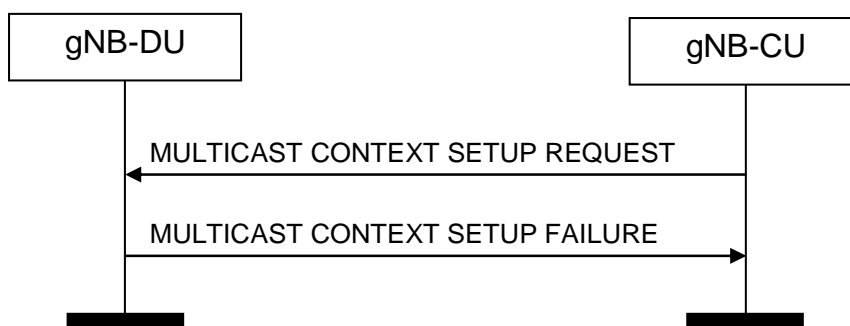 gNB-DU
gNB-CU
MULTICAST CONTEXT SETUP REQUEST
MULTICAST CONTEXT SETUP FAILURE